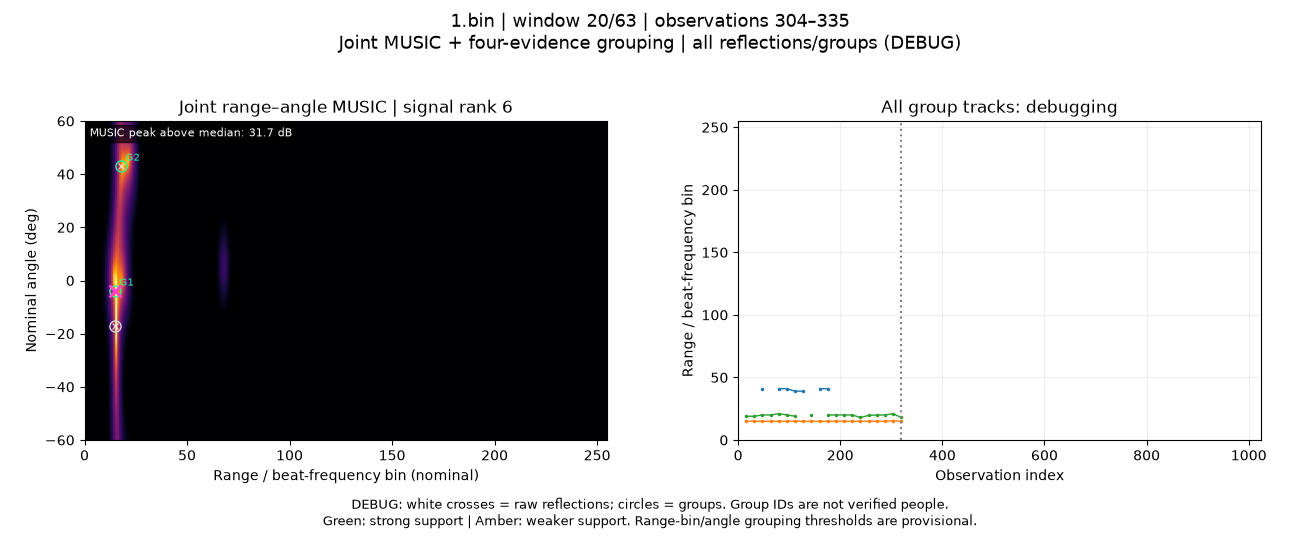 1.bin | window 20/63 | observations 304–335
Joint MUSIC + four-evidence grouping | all reflections/groups (DEBUG)
Joint range–angle MUSIC | signal rank 6
MUSIC peak above median: 31.7 dB
G2
G1
60
40
20
0
−20
−40
−60
Nominal angle (deg)
0
50
100
150
200
250
Range / beat-frequency bin (nominal)
All group tracks: debugging
250
200
150
100
50
0
Range / beat-frequency bin
0
200
400
600
800
1000
Observation index
DEBUG: white crosses = raw reflections; circles = groups. Group IDs are not verified people.
Green: strong support | Amber: weaker support. Range-bin/angle grouping thresholds are provisional.